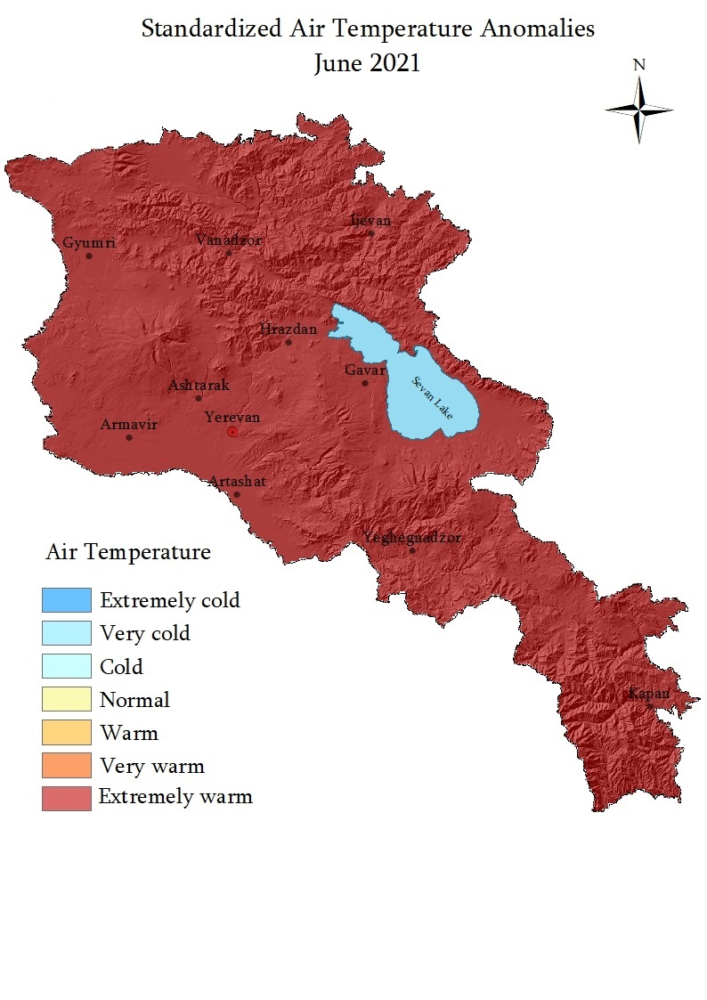 Standardized Air Temperature Anomalies
June 2021
N
Ijevan
Gyumri
Vanadzor
Hrazdan
Gavar
Ashtarak
Sevan Lake
Yerevan
Armavir
Artashat
Yeghegnadzor
Kapan
Air Temperature
Extremely cold
Very cold
Cold
Normal
Warm
Very warm
Extremely warm